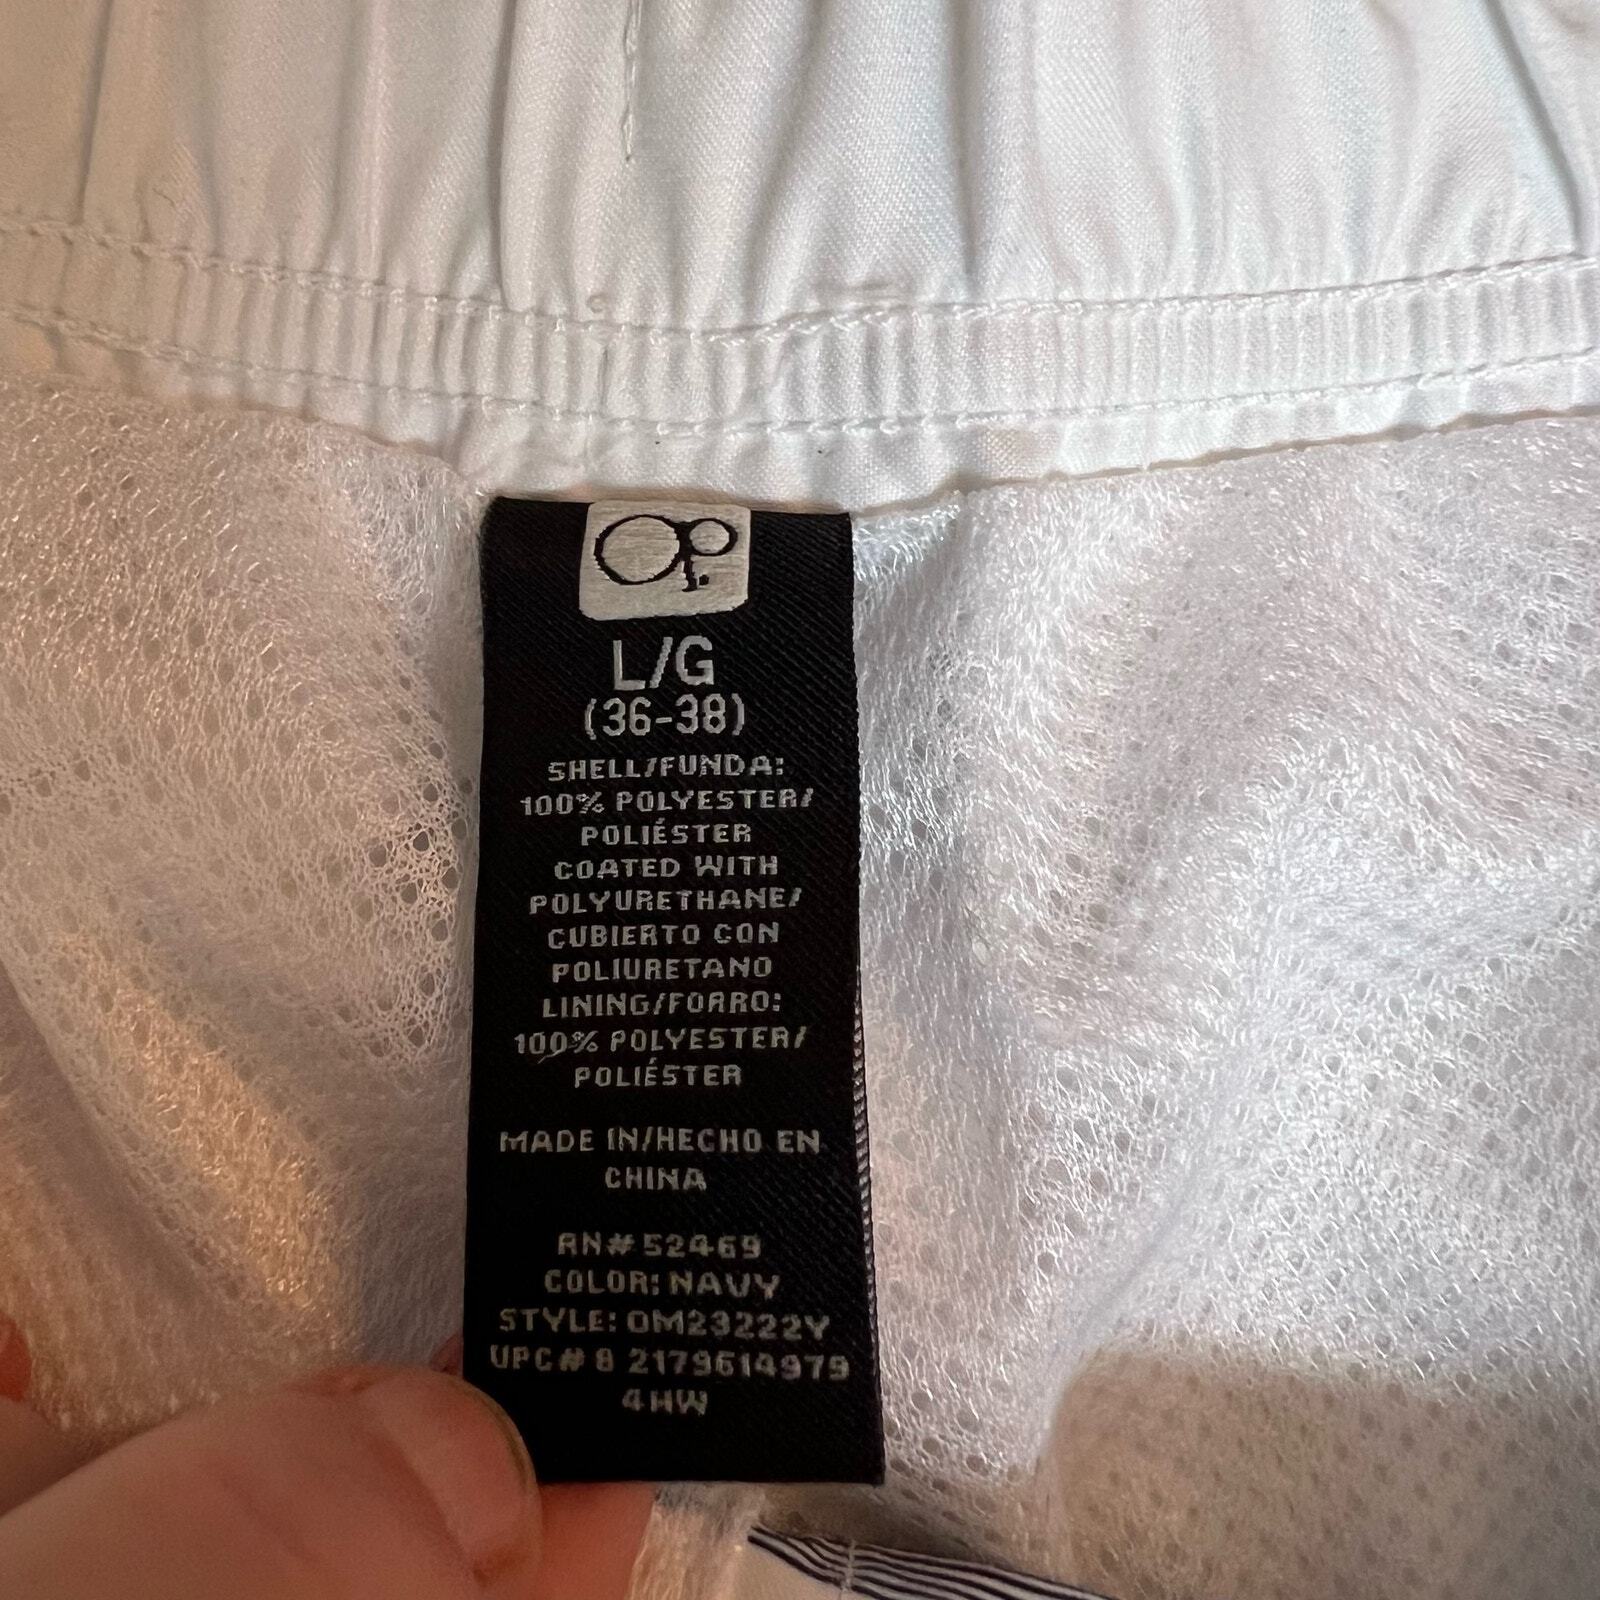 Op.
L/G
(36-38)
SHELL/FUNDA:
100% POLYESTER/
POLIÉSTER
COATED WITH
POLYURETHANE/
CUBIERTO CON
POLIURETANO
LINING/FORRO:
100% POLYESTER/
POLIÉSTER
MADE IN/HECHO EN
CHINA
RN# 52469
COLOR: NAVY
STYLE: OM23222Y
UPC# 8 2179614979
4HW